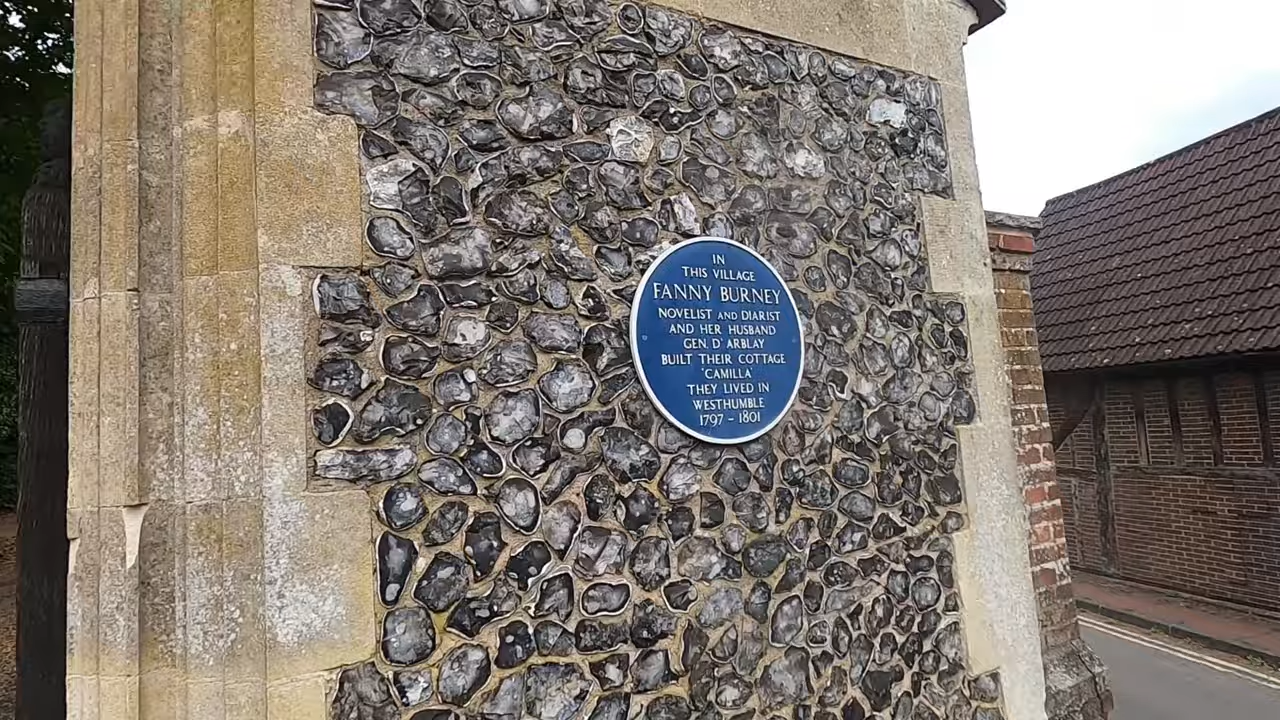 IN
THIS VILLAGE
FANNY BURNEY
NOVELIST AND DIARIST
AND HER HUSBAND
GEN. D'ARBLAY
BUILT THEIR COTTAGE
'CAMILLA'
THEY LIVED IN
WESTHUMBLE
1797 - 1801